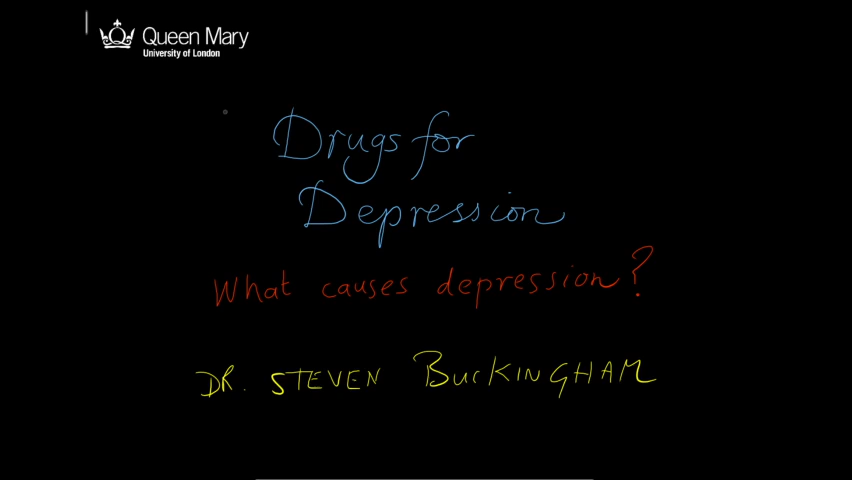 Queen Mary
University of London
Drugs for
Depression
What causes depression?
DR. STEVEN BUCKINGHAM